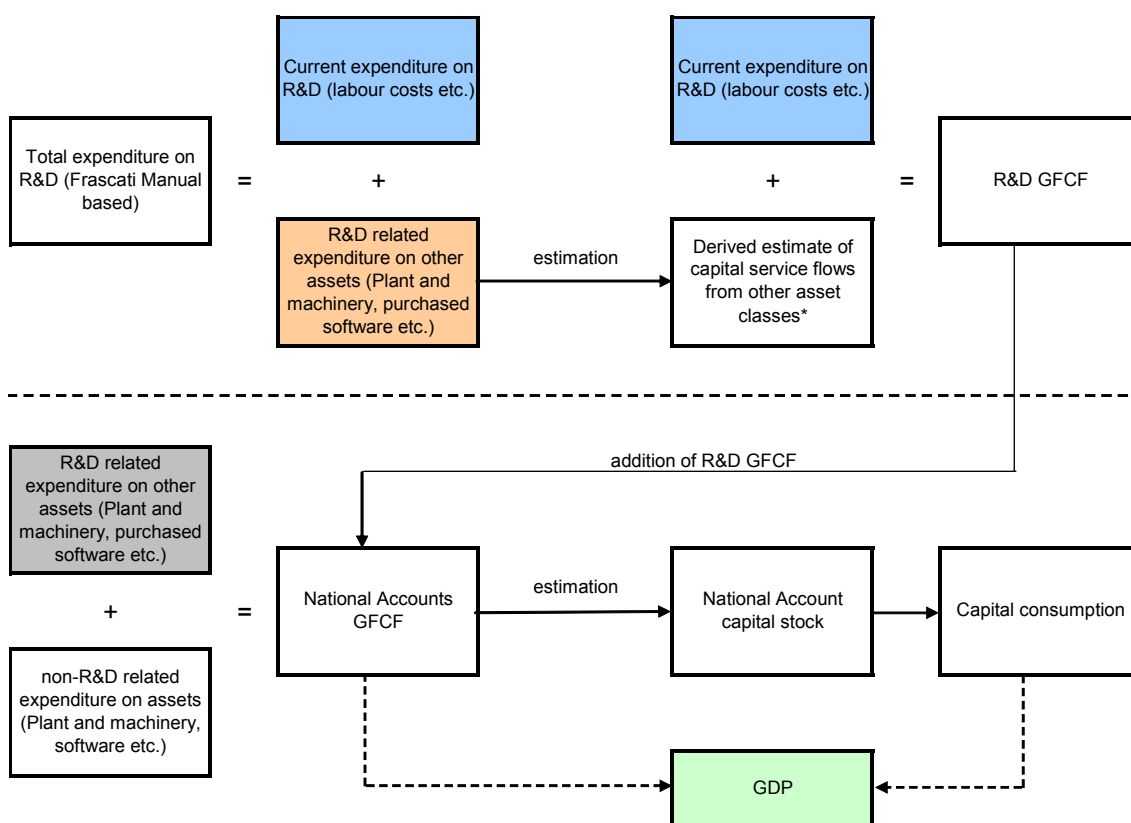 Current expenditure on
R&D (labour costs etc.)
Current expenditure on
R&D (labour costs etc.)
Total expenditure on
R&D (Frascati Manual
based)
=
+
+
=
R&D GFCF
R&D related
expenditure on other
assets (Plant and
machinery, purchased
software etc.)
estimation
Derived estimate of
capital service flows
from other asset
classes*
R&D related
expenditure on other
assets (Plant and
machinery, purchased
software etc.)
addition of R&D GFCF
+
=
National Accounts
GFCF
estimation
National Account
capital stock
Capital consumption
non-R&D related
expenditure on assets
(Plant and machinery,
software etc.)
GDP